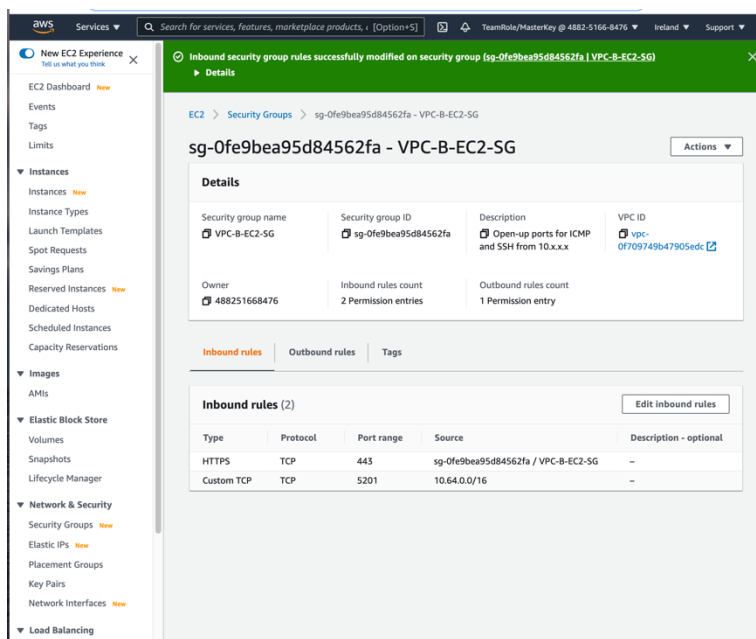 aws Services ▼ Search for services, features, marketplace products, [Option+S] TeamRole/MasterKey @ 4882-5166-8476 ▼ Ireland ▼ Support ▼
New EC2 Experience
Tell us what you think
EC2 Dashboard New
Events
Tags
Limits
▼ Instances
Instances New
Instance Types
Launch Templates
Spot Requests
Savings Plans
Reserved Instances New
Dedicated Hosts
Scheduled Instances
Capacity Reservations
▼ Images
AMIs
▼ Elastic Block Store
Volumes
Snapshots
Lifecycle Manager
▼ Network & Security
Security Groups New
Elastic IPs New
Placement Groups
Key Pairs
Network Interfaces New
▼ Load Balancing
Inbound security group rules successfully modified on security group (sg-0fe9bea95d84562fa | VPC-B-EC2-SG)
▶ Details
EC2 > Security Groups > sg-0fe9bea95d84562fa - VPC-B-EC2-SG
sg-0fe9bea95d84562fa - VPC-B-EC2-SG
Actions ▼
Details
Security group name
VPC-B-EC2-SG
Security group ID
sg-0fe9bea95d84562fa
Description
Open-up ports for ICMP
and SSH from 10.x.x.x
VPC ID
vpc-
0f709749b47905edc
Owner
488251668476
Inbound rules count
2 Permission entries
Outbound rules count
1 Permission entry
Inbound rules Outbound rules Tags
Inbound rules (2) Edit inbound rules
Type Protocol Port range Source Description - optional
HTTPS TCP 443 sg-0fe9bea95d84562fa / VPC-B-EC2-SG –
Custom TCP TCP 5201 10.64.0.0/16 –